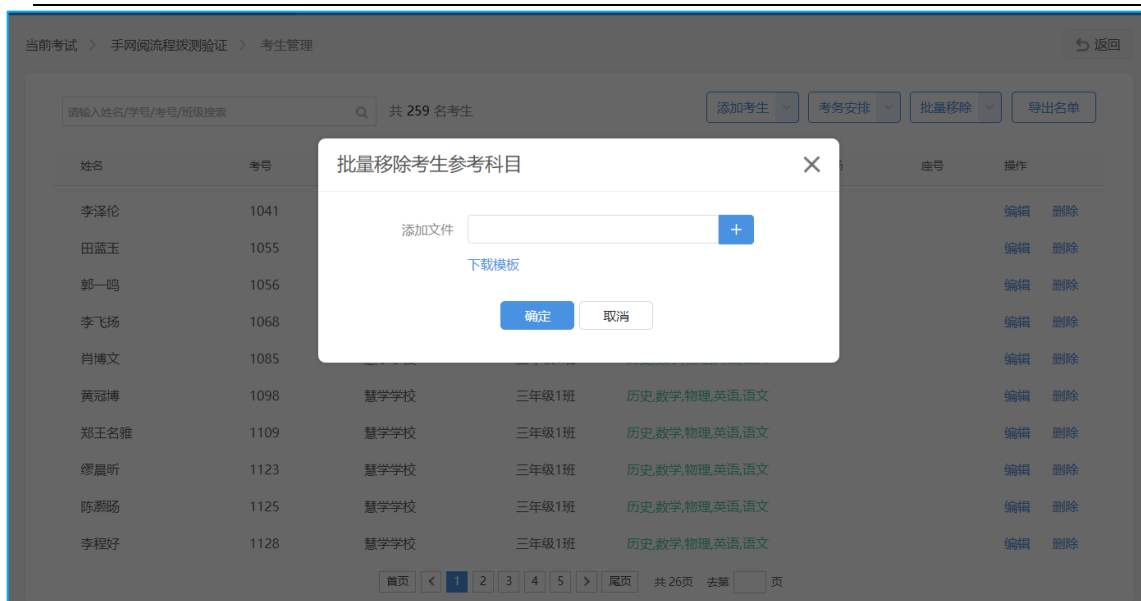 当前考试 > 手网阅流程拨测验证 > 考生管理 返回
请输入姓名/学号/考号/班级搜索 共 259 名考生 添加考生 考务安排 批量移除 导出名单
批量移除考生参考科目
姓名 考号 座号 操作
李泽伦 1041 编辑 删除
添加文件 +
田蓝玉 1055 编辑 删除
下载模板
郭一鸣 1056 编辑 删除
确定 取消
李飞扬 1068 编辑 删除
肖博文 1085 编辑 删除
黄冠博 1098 慧学学校 三年级1班 历史,数学,物理,英语,语文 编辑 删除
郑王名雅 1109 慧学学校 三年级1班 历史,数学,物理,英语,语文 编辑 删除
缪晨昕 1123 慧学学校 三年级1班 历史,数学,物理,英语,语文 编辑 删除
陈灏旸 1125 慧学学校 三年级1班 历史,数学,物理,英语,语文 编辑 删除
李程好 1128 慧学学校 三年级1班 历史,数学,物理,英语,语文 编辑 删除
首页 < 1 2 3 4 5 > 尾页 共 26页 去第 页